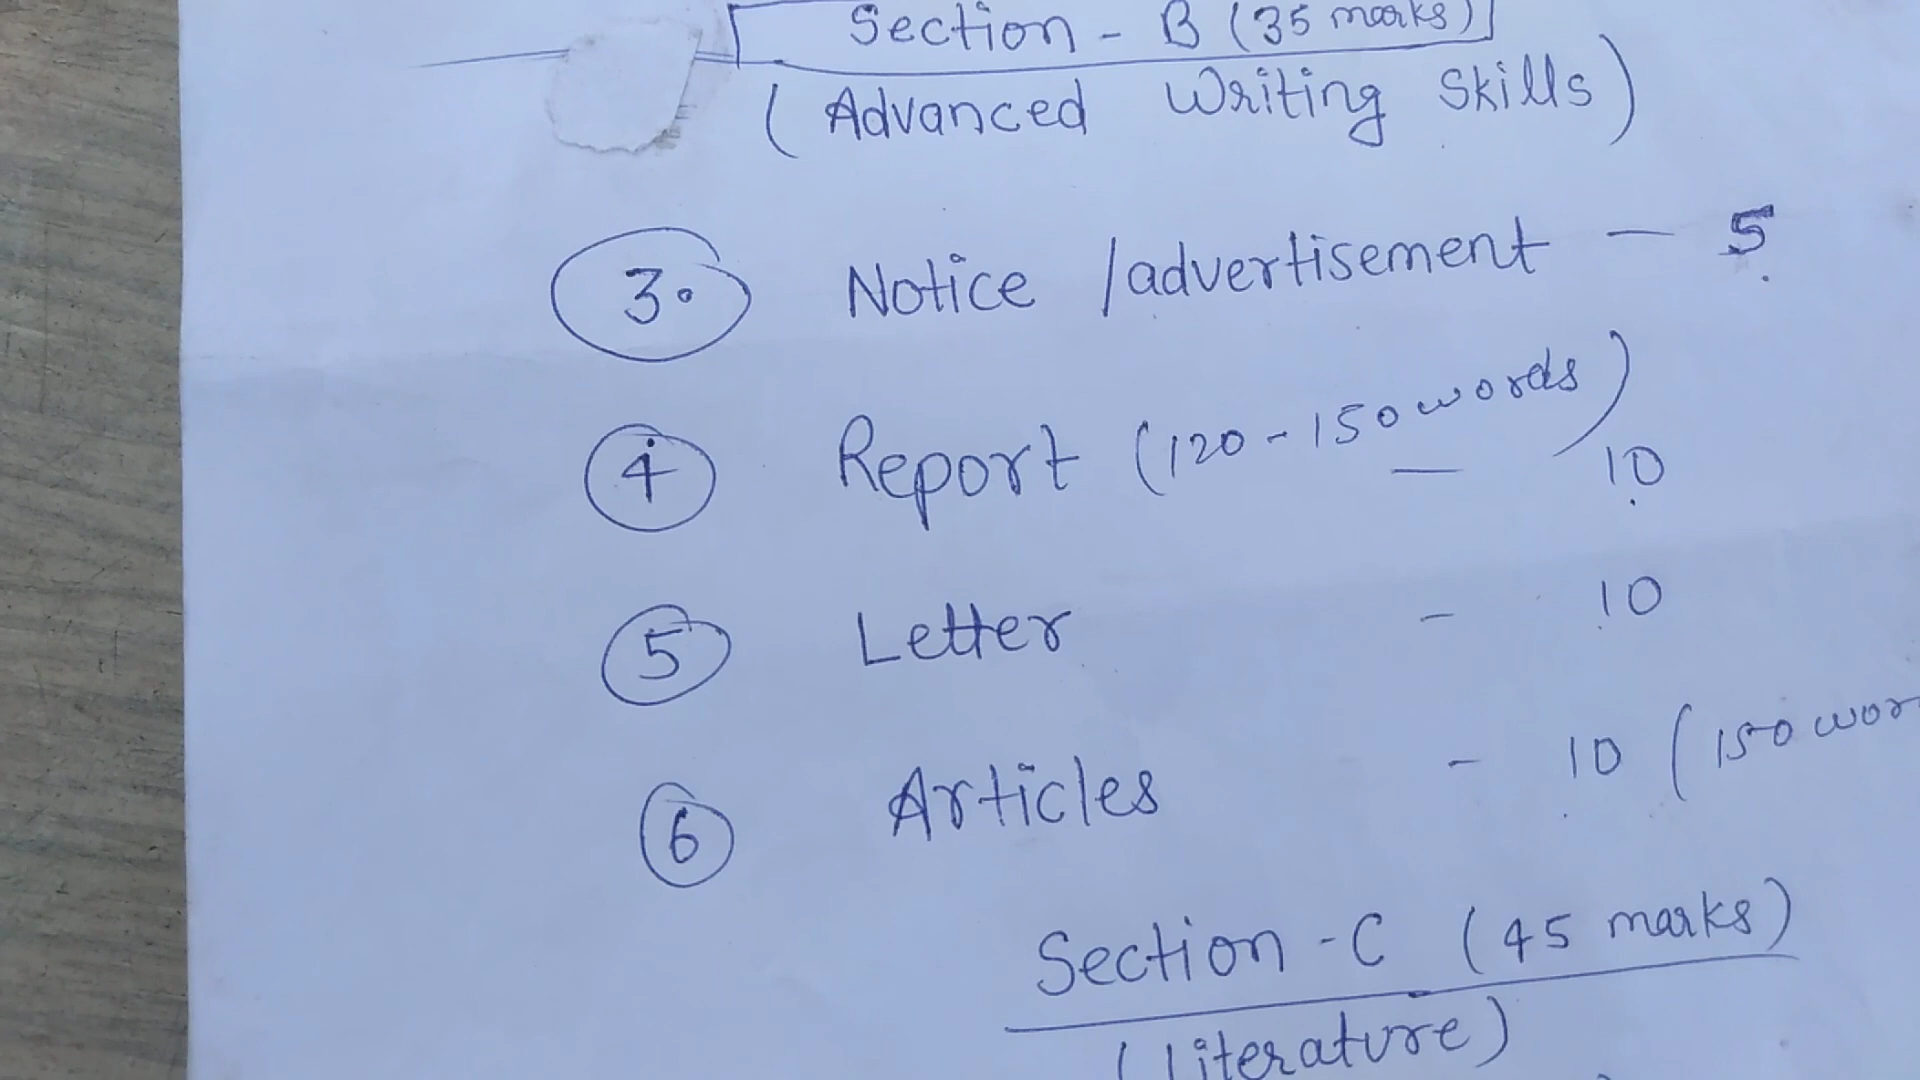 Section - B (35 marks)
(Advanced Writing Skills)
3. Notice /advertisement - 5
4 Report (120-150 words) - 10
5 Letter - 10
6 Articles - 10 (150 wor
Section -C (45 marks)
(literature)